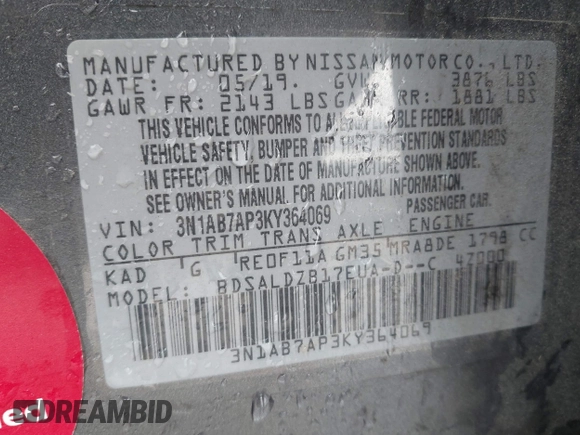 MANUFACTURED BY NISSAN MOTOR CO., LTD.
DATE: 05/19. GVW 3876 LBS
GAWR FR: 2143 LBS GAWR RR: 1881 LBS
THIS VEHICLE CONFORMS TO ALL APPLICABLE FEDERAL MOTOR
VEHICLE SAFETY, BUMPER AND THEFT PREVENTION STANDARDS
IN EFFECT ON THE DATE OF MANUFACTURE SHOWN ABOVE.
SEE OWNER'S MANUAL FOR ADDITIONAL INFORMATION.
VIN: 3N1AB7AP3KY364069 PASSENGER CAR.
COLOR TRIM TRANS AXLE ENGINE
KAD G RE0F11A GM35 MRA8DE 1798 CC
MODEL: BDSALDZB17EUA-D--C 4Z000
3N1AB7AP3KY364069
DREAMBID